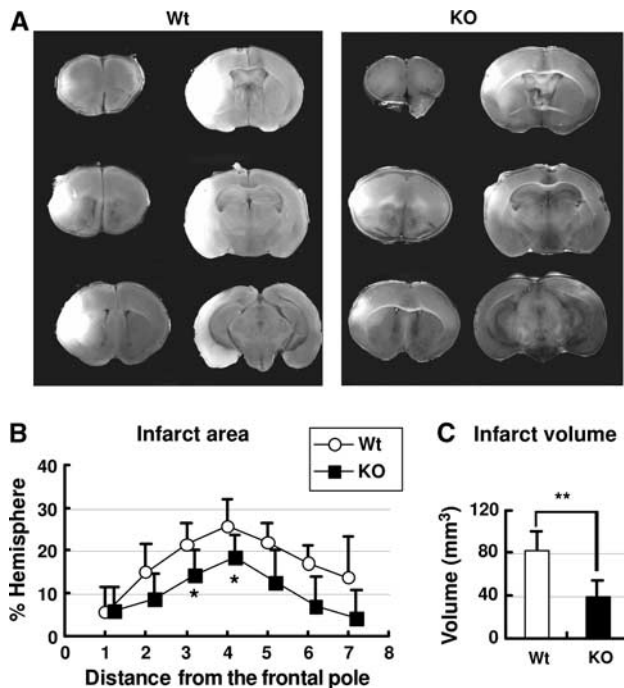 A
Wt
KO
B
Infarct area
Wt
KO
% Hemisphere
40
30
20
10
0
*
*
0 1 2 3 4 5 6 7 8
Distance from the frontal pole
C
Infarct volume
Volume (mm³)
120
80
40
0
**
Wt
KO